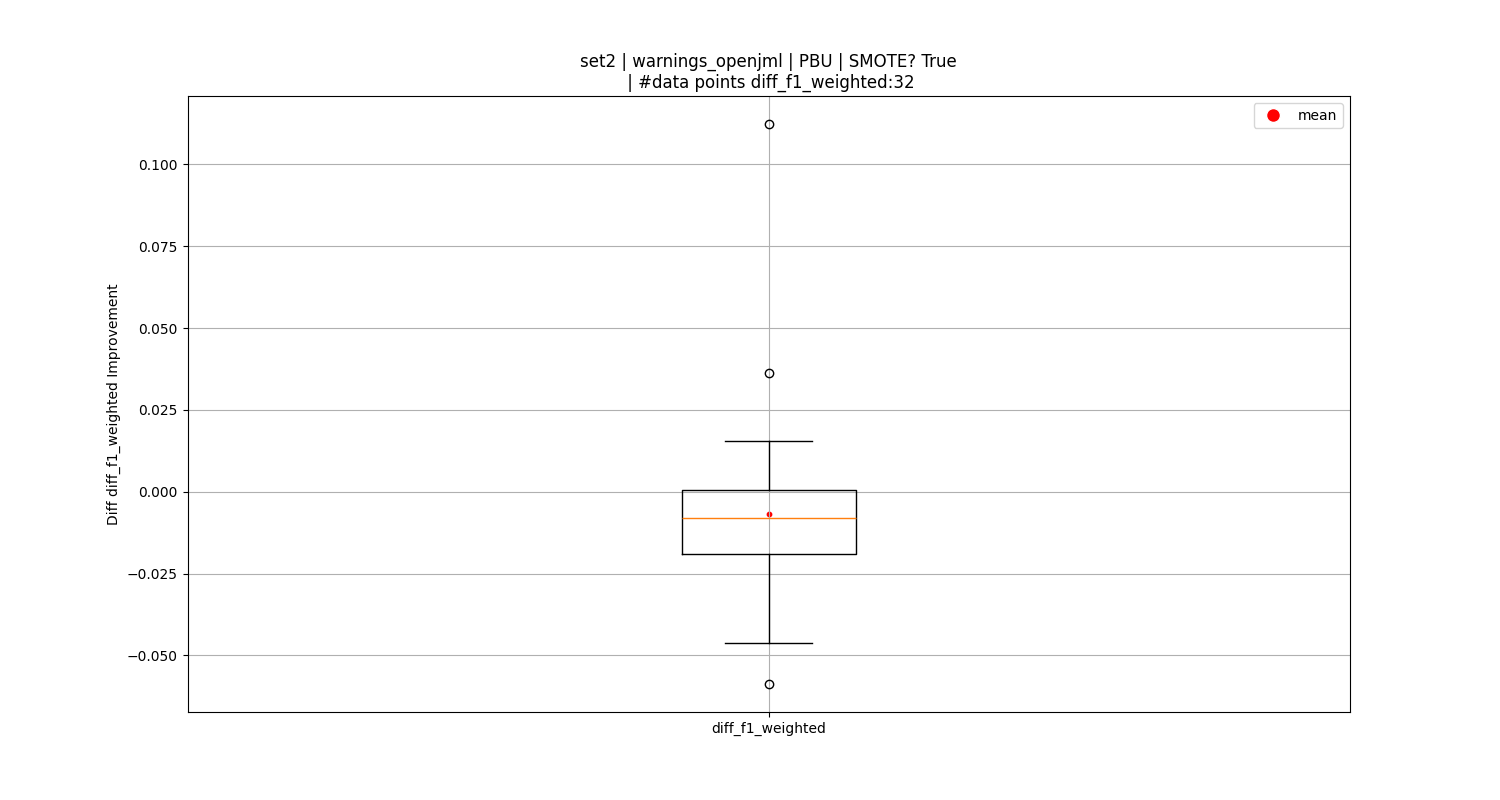 set2 | warnings_openjml | PBU | SMOTE? True
| #data points diff_f1_weighted:32
mean
0.100
0.075
0.050
0.025
0.000
−0.025
−0.050
Diff diff_f1_weighted Improvement
diff_f1_weighted